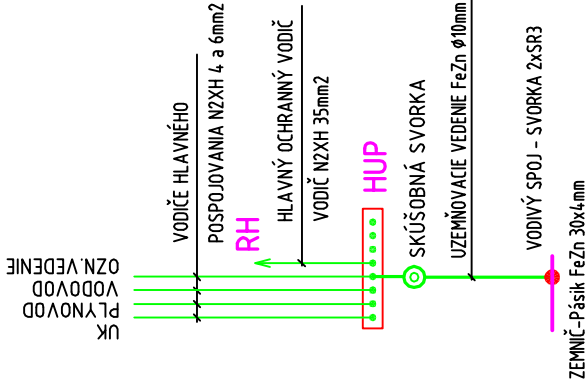 VODIČE HLAVNÉHO
POSPOJOVANIA N2XH 4 a 6mm2
RH
HLAVNÝ OCHRANNÝ VODIČ
VODIČ N2XH 35mm2
HUP
SKÚŠOBNÁ SVORKA
UZEMŇOVACIE VEDENIE FeZn Ø10mm
VODIVÝ SPOJ - SVORKA 2xSR3
ZEMNIČ-Pásik FeZn 30x4mm
OZN.VEDENIE
VODOVOD
PLYNOVOD
UK